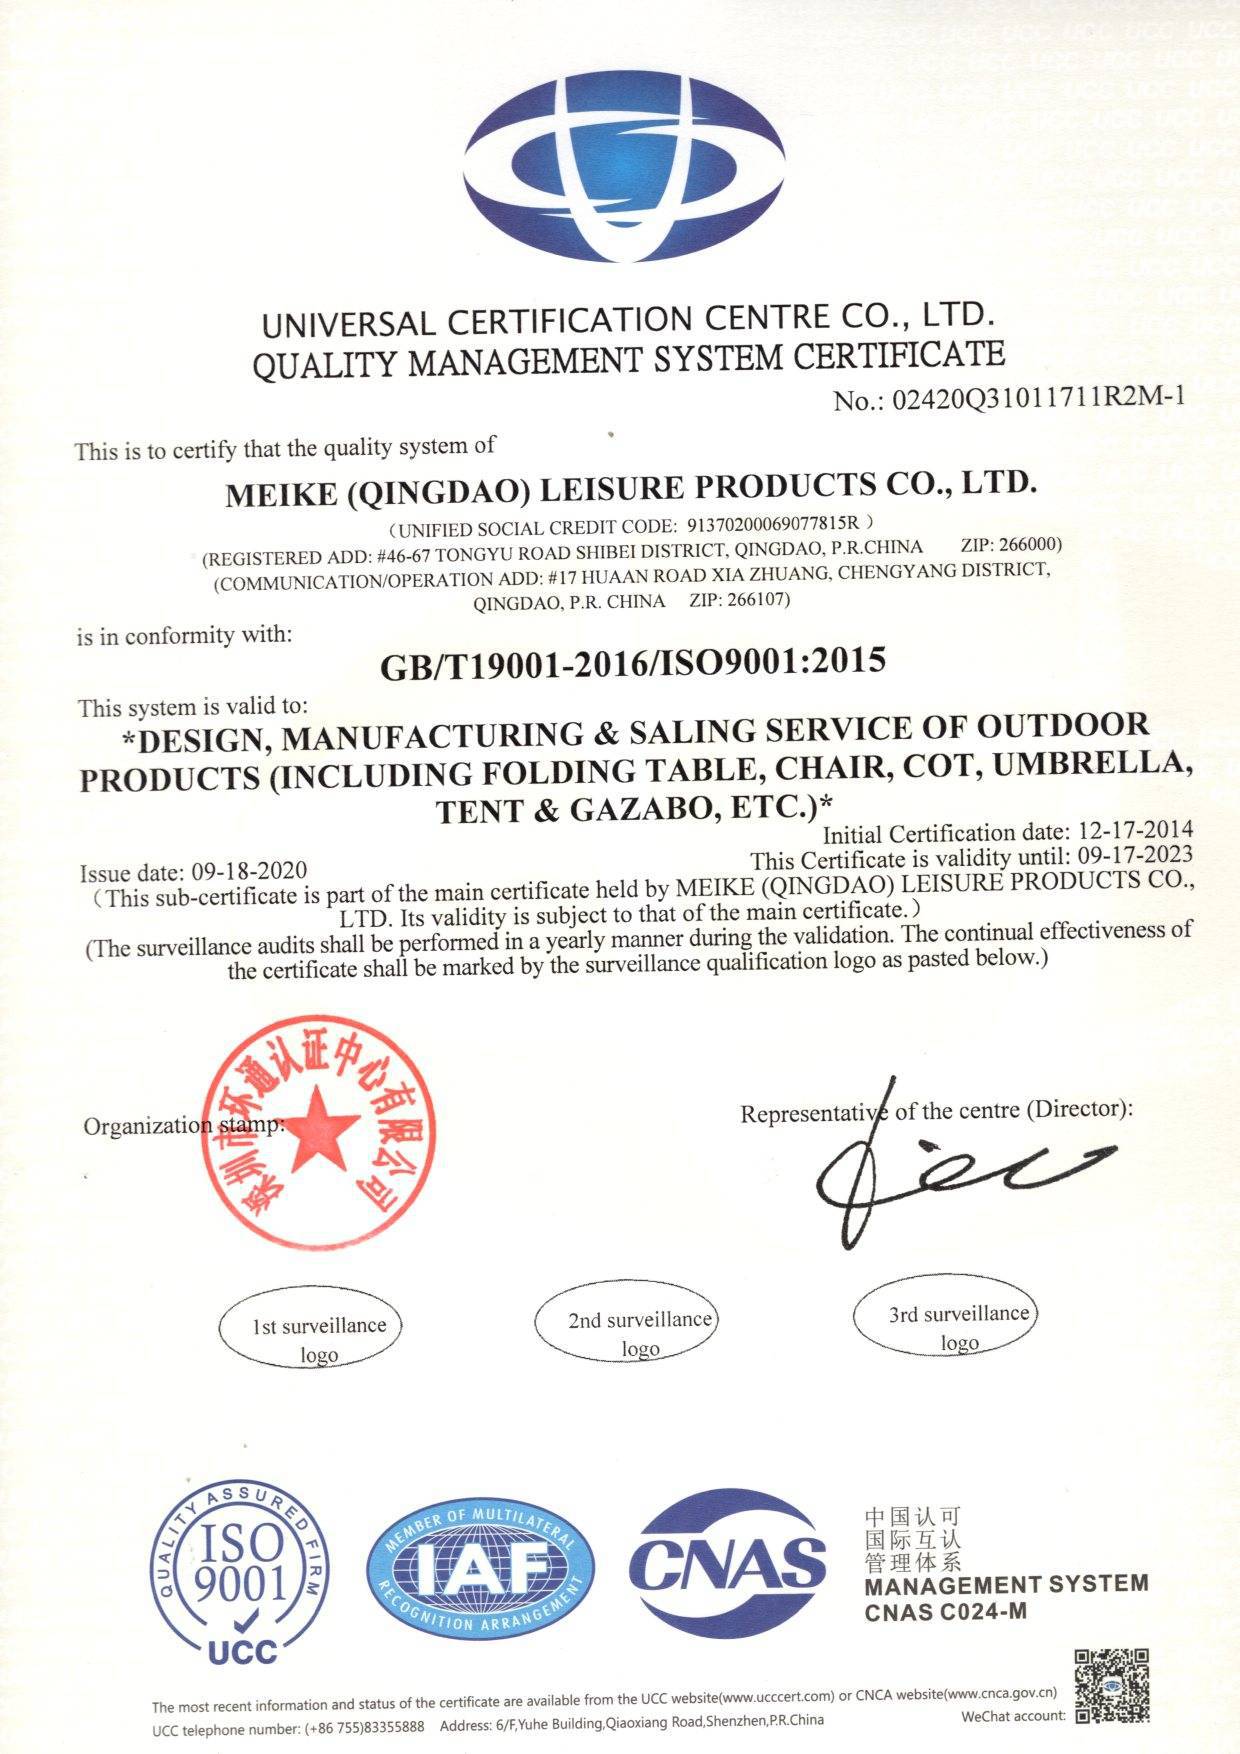 UNIVERSAL CERTIFICATION CENTRE CO., LTD.
QUALITY MANAGEMENT SYSTEM CERTIFICATE
No.: 02420Q31011711R2M-1
This is to certify that the quality system of
MEIKE (QINGDAO) LEISURE PRODUCTS CO., LTD.
(UNIFIED SOCIAL CREDIT CODE: 91370200069077815R )
(REGISTERED ADD: #46-67 TONGYU ROAD SHIBEI DISTRICT, QINGDAO, P.R.CHINA ZIP: 266000)
(COMMUNICATION/OPERATION ADD: #17 HUAAN ROAD XIA ZHUANG, CHENGYANG DISTRICT,
QINGDAO, P.R. CHINA ZIP: 266107)
is in conformity with:
GB/T19001-2016/ISO9001:2015
This system is valid to:
*DESIGN, MANUFACTURING & SALING SERVICE OF OUTDOOR
PRODUCTS (INCLUDING FOLDING TABLE, CHAIR, COT, UMBRELLA,
TENT & GAZABO, ETC.)*
Initial Certification date: 12-17-2014
Issue date: 09-18-2020
This Certificate is validity until: 09-17-2023
(This sub-certificate is part of the main certificate held by MEIKE (QINGDAO) LEISURE PRODUCTS CO.,
LTD. Its validity is subject to that of the main certificate.)
(The surveillance audits shall be performed in a yearly manner during the validation. The continual effectiveness of
the certificate shall be marked by the surveillance qualification logo as pasted below.)
Organization stamp:
深圳市环通认证中心有限公司
Representative of the centre (Director):
1st surveillance
logo
2nd surveillance
logo
3rd surveillance
logo
QUALITY ASSURED FIRM
ISO
9001
UCC
MEMBER OF MULTILATERAL
IAF
RECOGNITION ARRANGEMENT
CNAS
中国认可
国际互认
管理体系
MANAGEMENT SYSTEM
CNAS C024-M
The most recent information and status of the certificate are available from the UCC website(www.ucccert.com) or CNCA website(www.cnca.gov.cn)
UCC telephone number: (+86 755)83355888 Address: 6/F,Yuhe Building,Qiaoxiang Road,Shenzhen,P.R.China
WeChat account: